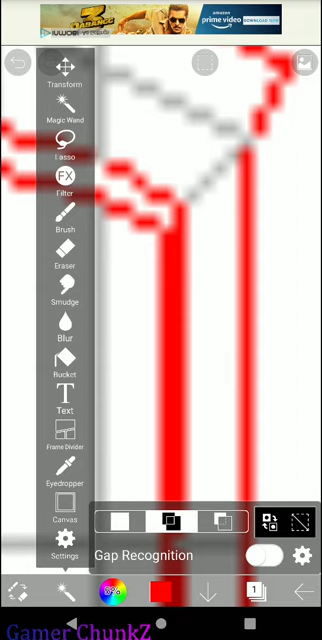 DABANGG
amazon
prime video
DOWNLOAD NOW
Transform
Magic Wand
Lasso
FX
Filter
Brush
Eraser
Smudge
Blur
Bucket
T
Text
Frame Divider
Eyedropper
Canvas
Settings
Gap Recognition
1
Gamer ChunkZ